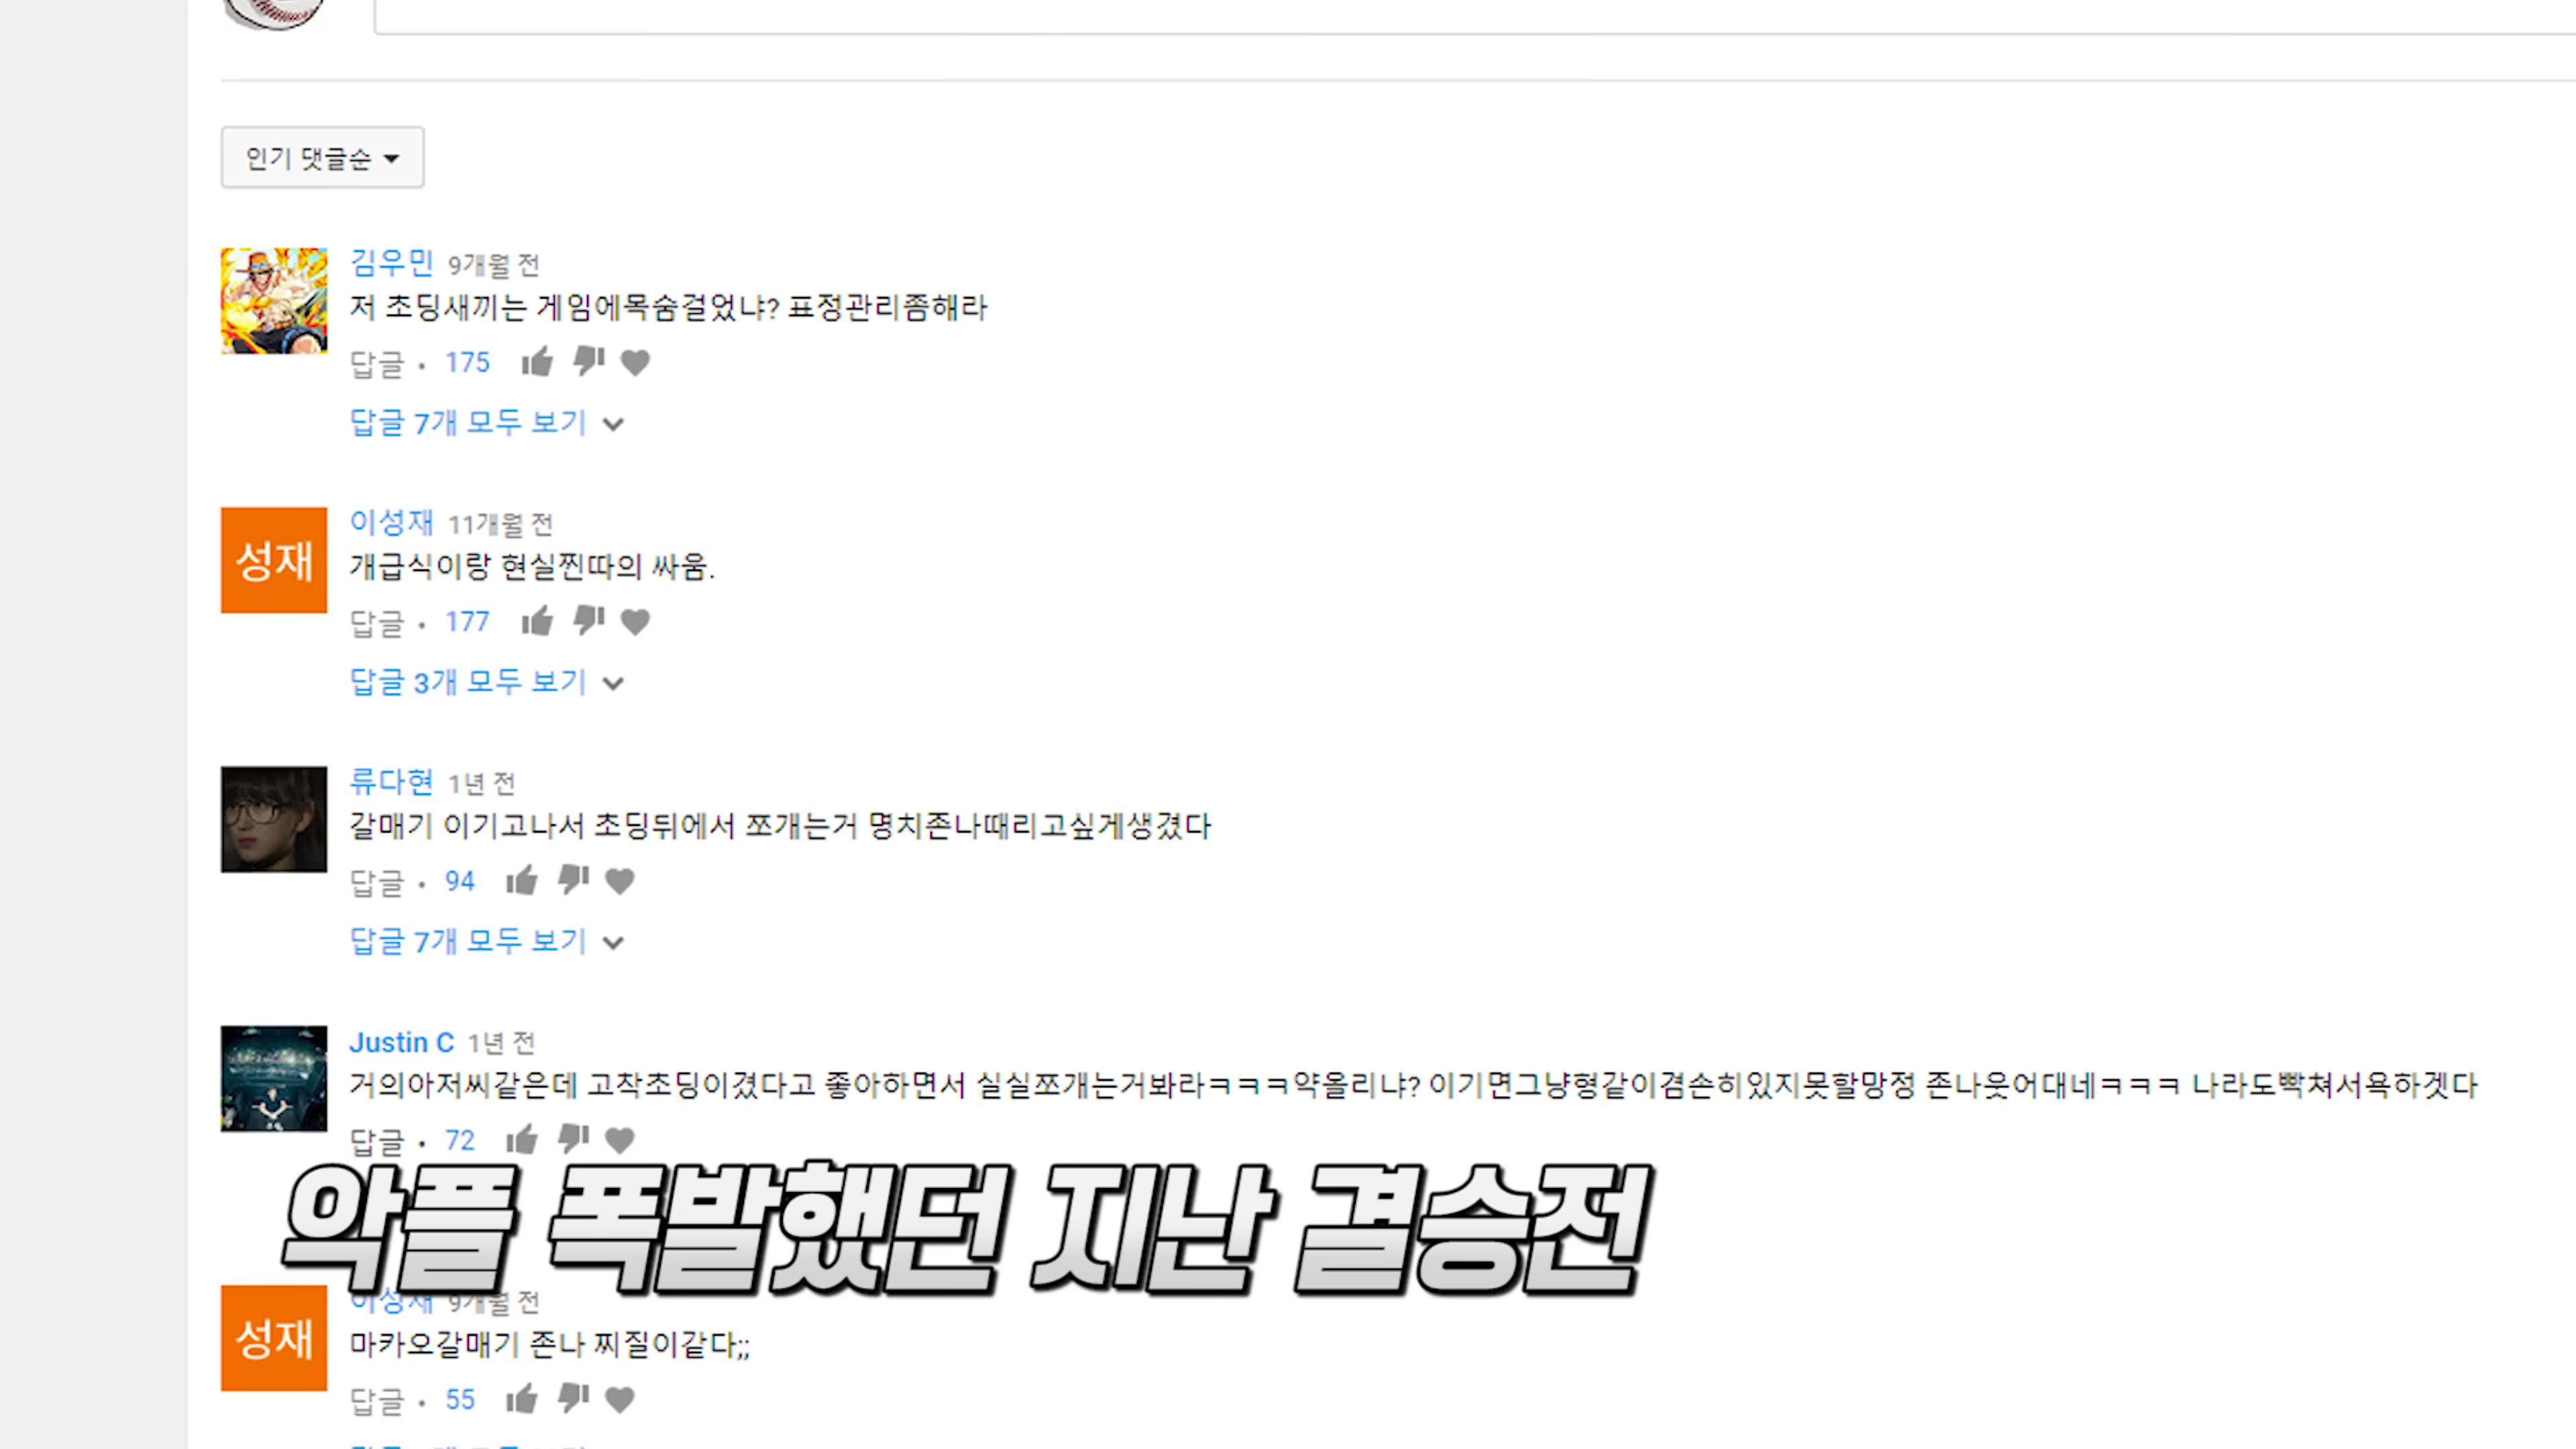 인기 댓글순
김우민 9개월 전
저 초딩새끼는 게임에목숨걸었냐? 표정관리좀해라
답글 • 175
답글 7개 모두 보기
성재
이성재 11개월 전
개급식이랑 현실찐따의 싸움.
답글 • 177
답글 3개 모두 보기
류다현 1년 전
갈매기 이기고나서 초딩뒤에서 쪼개는거 명치존나때리고싶게생겼다
답글 • 94
답글 7개 모두 보기
Justin C 1년 전
거의아저씨같은데 고작초딩이겼다고 좋아하면서 실실쪼개는거봐라ㅋㅋㅋ약올리냐? 이기면그냥형같이겸손히있지못할망정 존나웃어대네ㅋㅋㅋ 나라도빡쳐서욕하겟다
답글 • 72
악플 폭발했던 지난 결승전
성재
이성재 9개월 전
마카오갈매기 존나 찌질이같다;;
답글 • 55